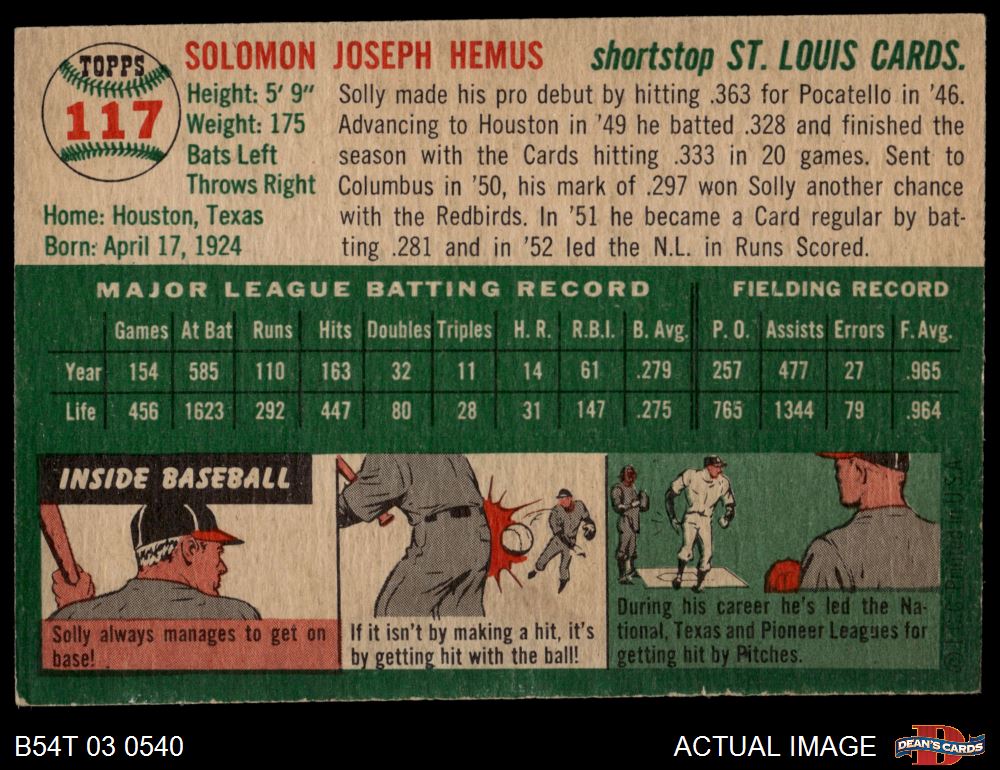 TOPPS
117
SOLOMON JOSEPH HEMUS
shortstop ST. LOUIS CARDS.
Height: 5' 9"
Weight: 175
Bats Left
Throws Right
Home: Houston, Texas
Born: April 17, 1924
Solly made his pro debut by hitting .363 for Pocatello in '46.
Advancing to Houston in '49 he batted .328 and finished the
season with the Cards hitting .333 in 20 games. Sent to
Columbus in '50, his mark of .297 won Solly another chance
with the Redbirds. In '51 he became a Card regular by bat-
ting .281 and in '52 led the N.L. in Runs Scored.
MAJOR LEAGUE BATTING RECORD FIELDING RECORD
Games At Bat Runs Hits Doubles Triples H. R. R.B.I. B. Avg. P. O. Assists Errors F. Avg.
Year 154 585 110 163 32 11 14 61 .279 257 477 27 .965
Life 456 1623 292 447 80 28 31 147 .275 765 1344 79 .964
INSIDE BASEBALL
Solly always manages to get on
base!
If it isn't by making a hit, it's
by getting hit with the ball!
During his career he's led the Na-
tional, Texas and Pioneer Leagues for
getting hit by Pitches.
B54T 03 0540
ACTUAL IMAGE
DEAN'S CARDS